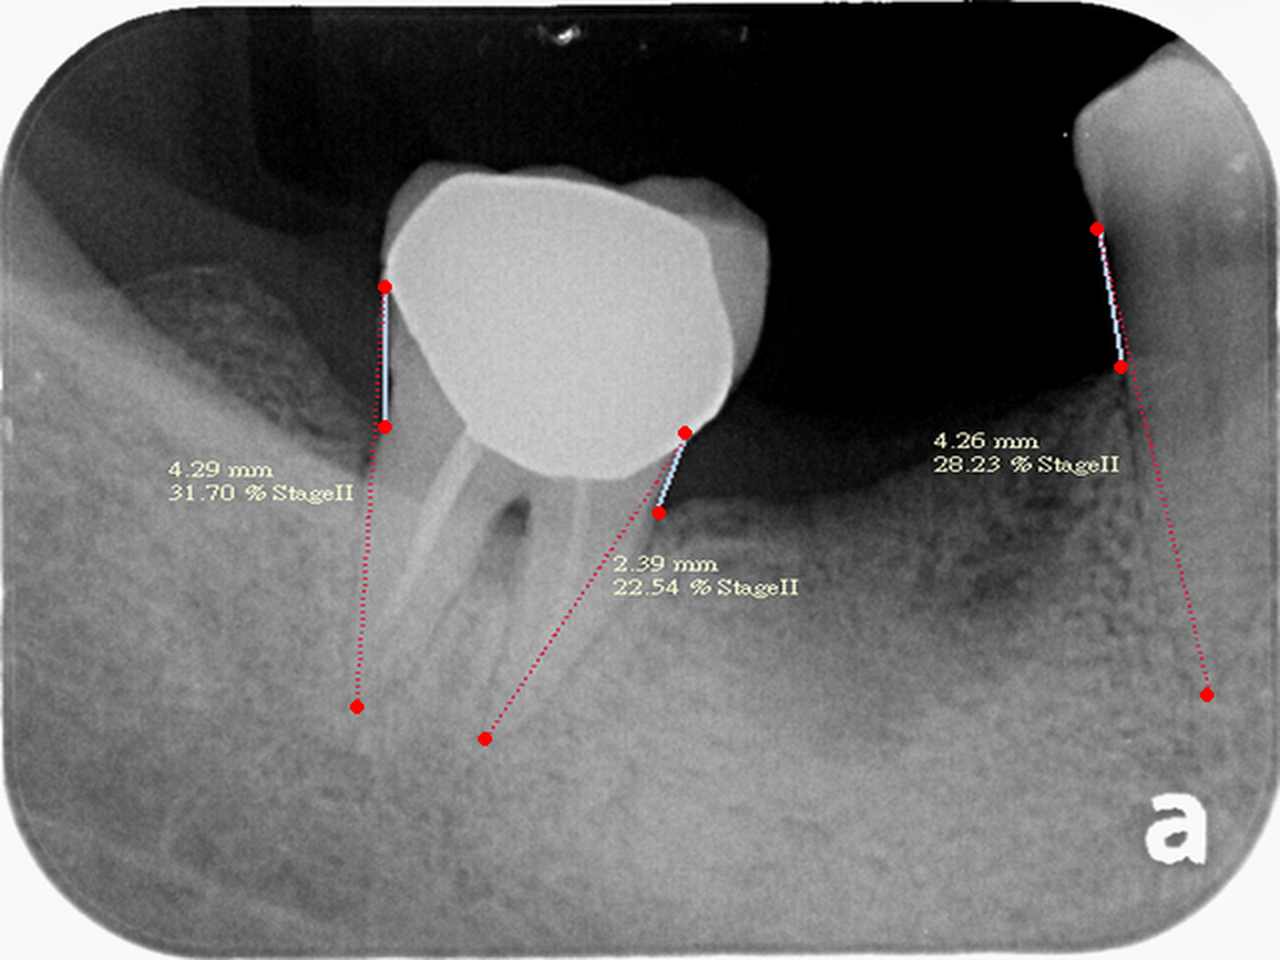 4.26 mm
28.23 % StageII
4.29 mm
31.70 % StageII
2.39 mm
22.54 % StageII
a